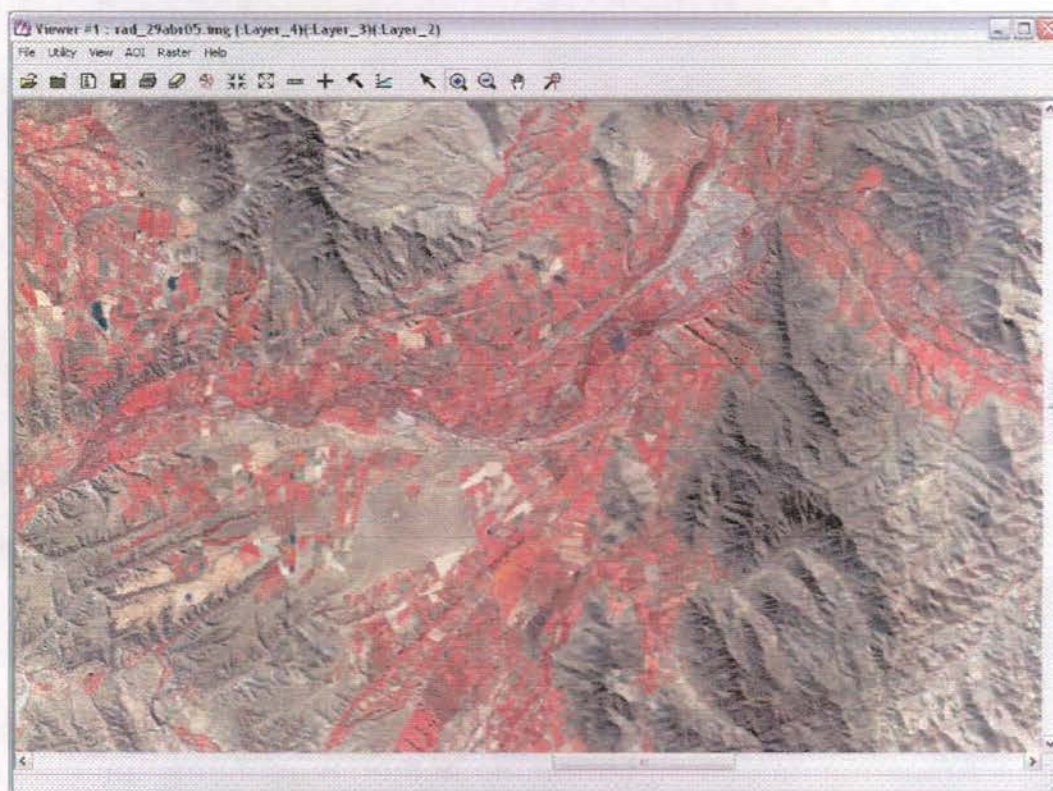 Viewer #1 : rad_29abr05.img (:Layer_4)(:Layer_3)(:Layer_2)
File Utility View AOI Raster Help